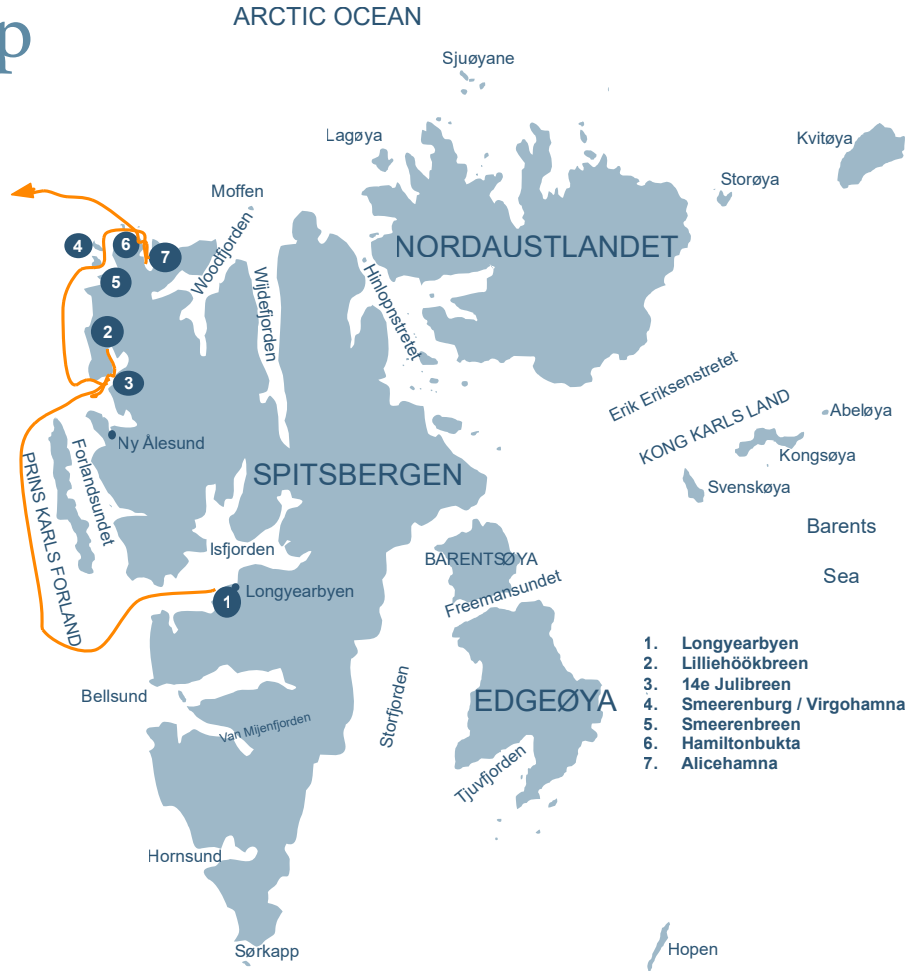 p
ARCTIC OCEAN
Sjuøyane
Lagøya
Kvitøya
Moffen
Storøya
4
6
7
Woodfjorden
NORDAUSTLANDET
5
Wijdefjorden
Hinlopnstretet
2
3
Erik Eriksenstretet
KONG KARLS LAND
Abeløya
Ny Ålesund
Kongsøya
Forlandsundet
PRINS KARLS FORLAND
SPITSBERGEN
Svenskøya
Barents
Sea
Isfjorden
BARENTSØYA
Freemansundet
Longyearbyen
1
1. Longyearbyen
2. Lilliehöökbreen
3. 14e Julibreen
4. Smeerenburg / Virgohamna
5. Smeerenbreen
6. Hamiltonbukta
7. Alicehamna
Bellsund
Van Mijenfjorden
Storfjorden
EDGEØYA
Tjuvfjorden
Hornsund
Sørkapp
Hopen